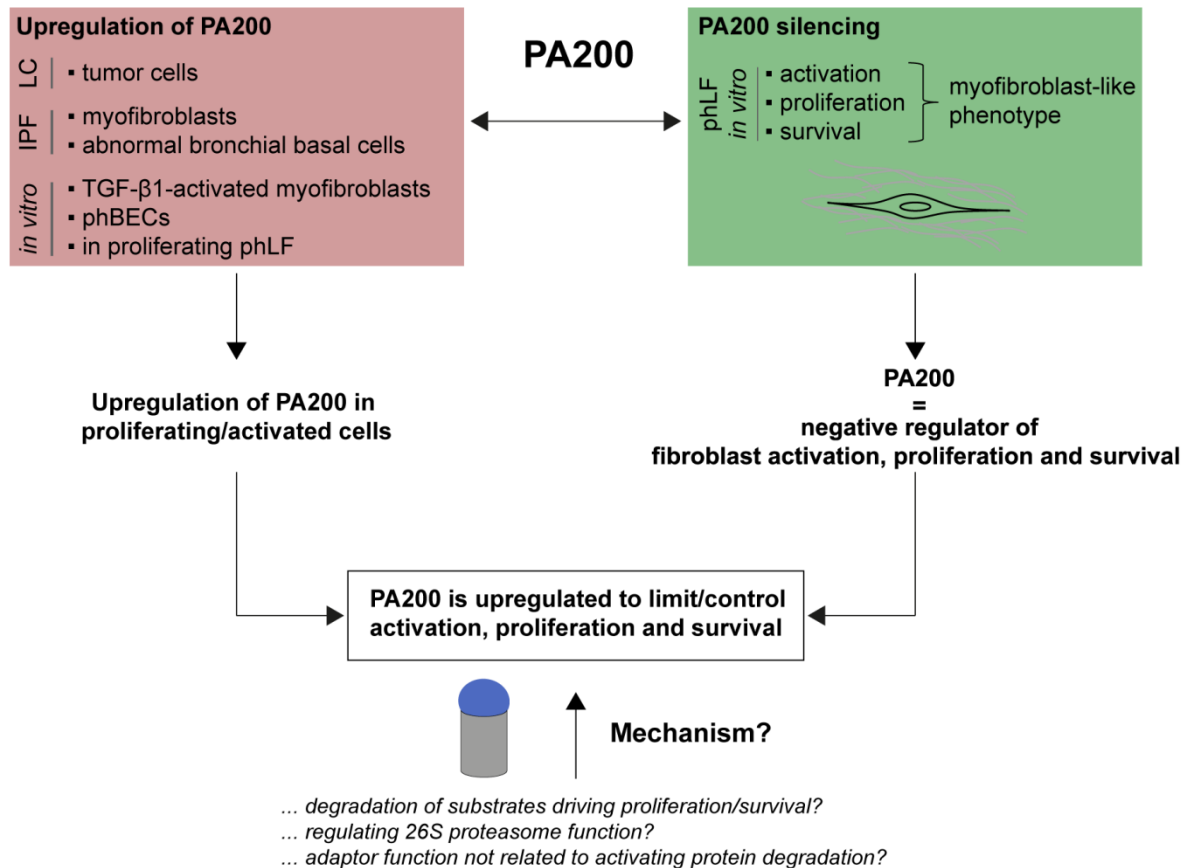 Upregulation of PA200
LC
▪ tumor cells
IPF
▪ myofibroblasts
▪ abnormal bronchial basal cells
in vitro
▪ TGF-β1-activated myofibroblasts
▪ phBECs
▪ in proliferating phLF
PA200
PA200 silencing
phLF
in vitro
▪ activation
▪ proliferation
▪ survival
myofibroblast-like
phenotype
Upregulation of PA200 in
proliferating/activated cells
PA200
=
negative regulator of
fibroblast activation, proliferation and survival
PA200 is upregulated to limit/control
activation, proliferation and survival
Mechanism?
... degradation of substrates driving proliferation/survival?
... regulating 26S proteasome function?
... adaptor function not related to activating protein degradation?